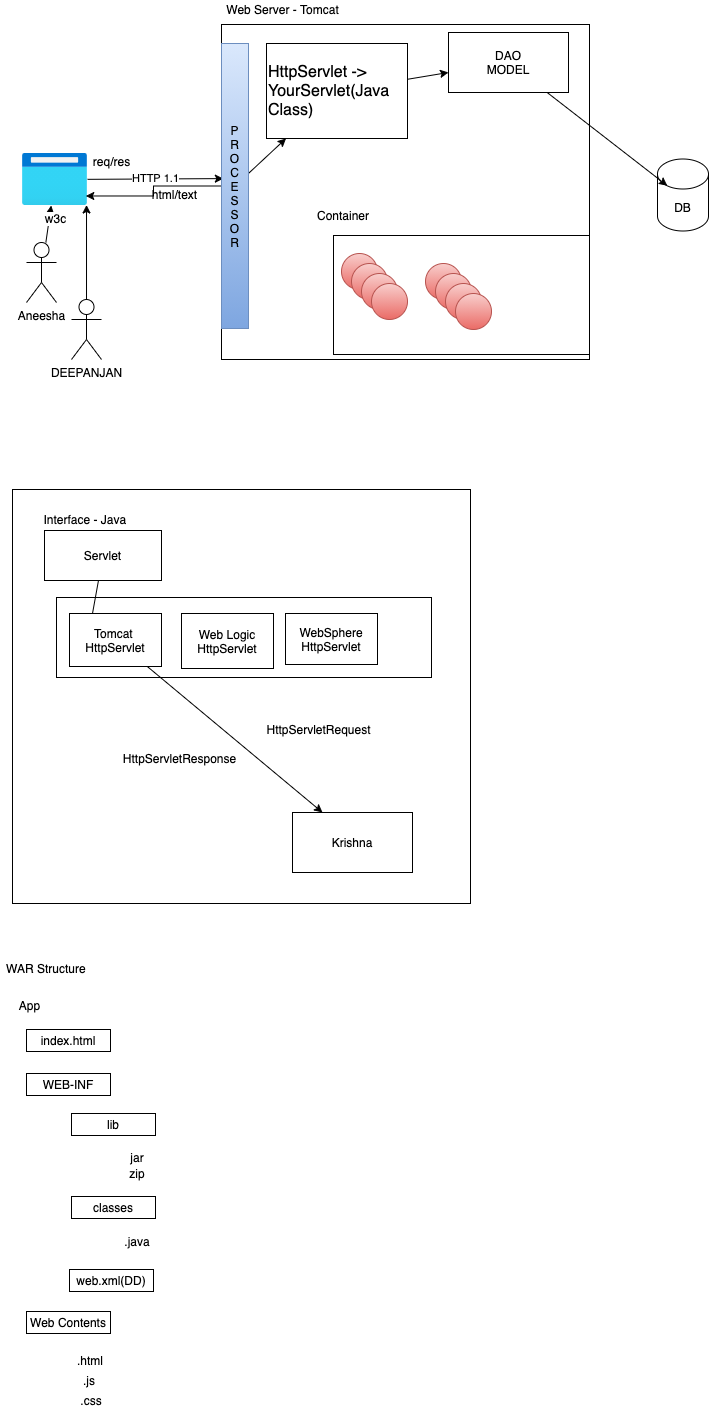 Web Server - Tomcat
HttpServlet ->
YourServlet(Java
Class)
DAO
MODEL
P
R
O
C
E
S
S
O
R
req/res
HTTP 1.1
html/text
w3c
Aneesha
DEEPANJAN
Container
DB
Interface - Java
Servlet
Tomcat
HttpServlet
Web Logic
HttpServlet
WebSphere
HttpServlet
HttpServletRequest
HttpServletResponse
Krishna
WAR Structure
App
index.html
WEB-INF
lib
jar
zip
classes
.java
web.xml(DD)
Web Contents
.html
.js
.css